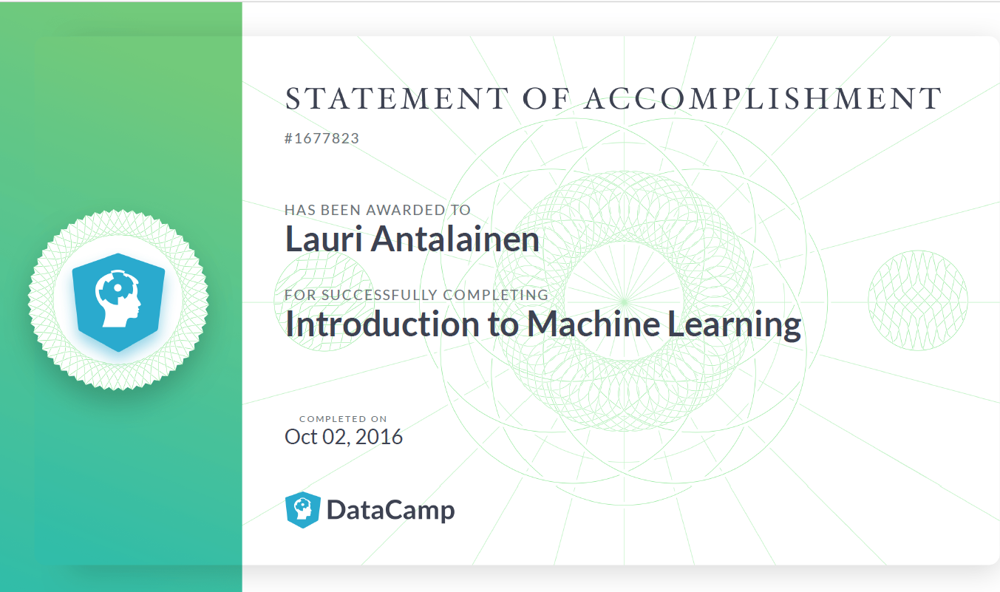 STATEMENT OF ACCOMPLISHMENT
#1677823
HAS BEEN AWARDED TO
Lauri Antalainen
FOR SUCCESSFULLY COMPLETING
Introduction to Machine Learning
COMPLETED ON
Oct 02, 2016
DataCamp